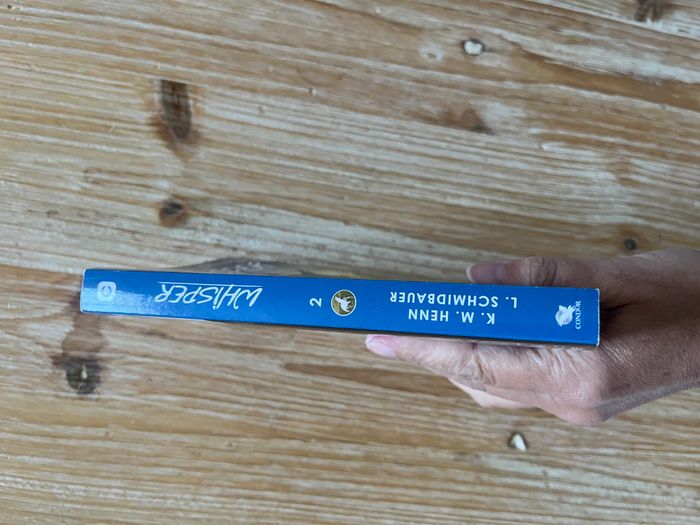 WHISPER
2
K. M. HENN
L. SCHMIDBAUER
CONDOR